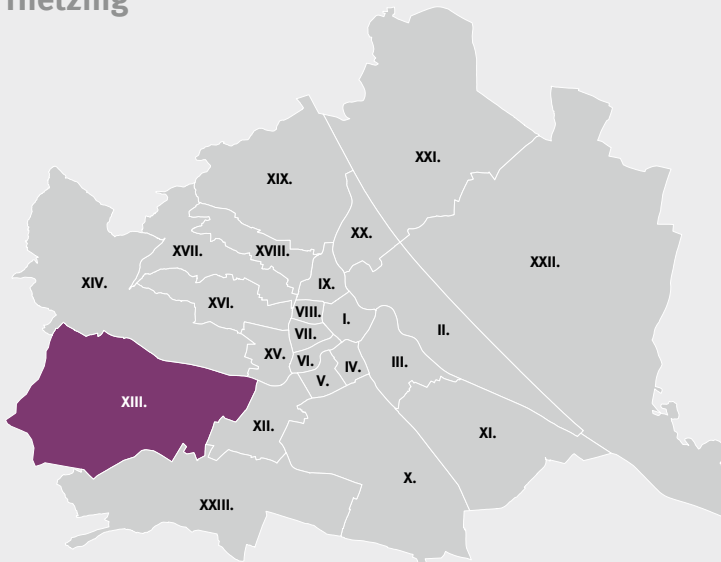 Hietzing
XXI.
XIX.
XX.
XVII.
XVIII.
XXII.
XIV.
IX.
XVI.
VIII.
I.
II.
VII.
XV.
VI.
IV.
III.
V.
XIII.
XII.
XI.
X.
XXIII.